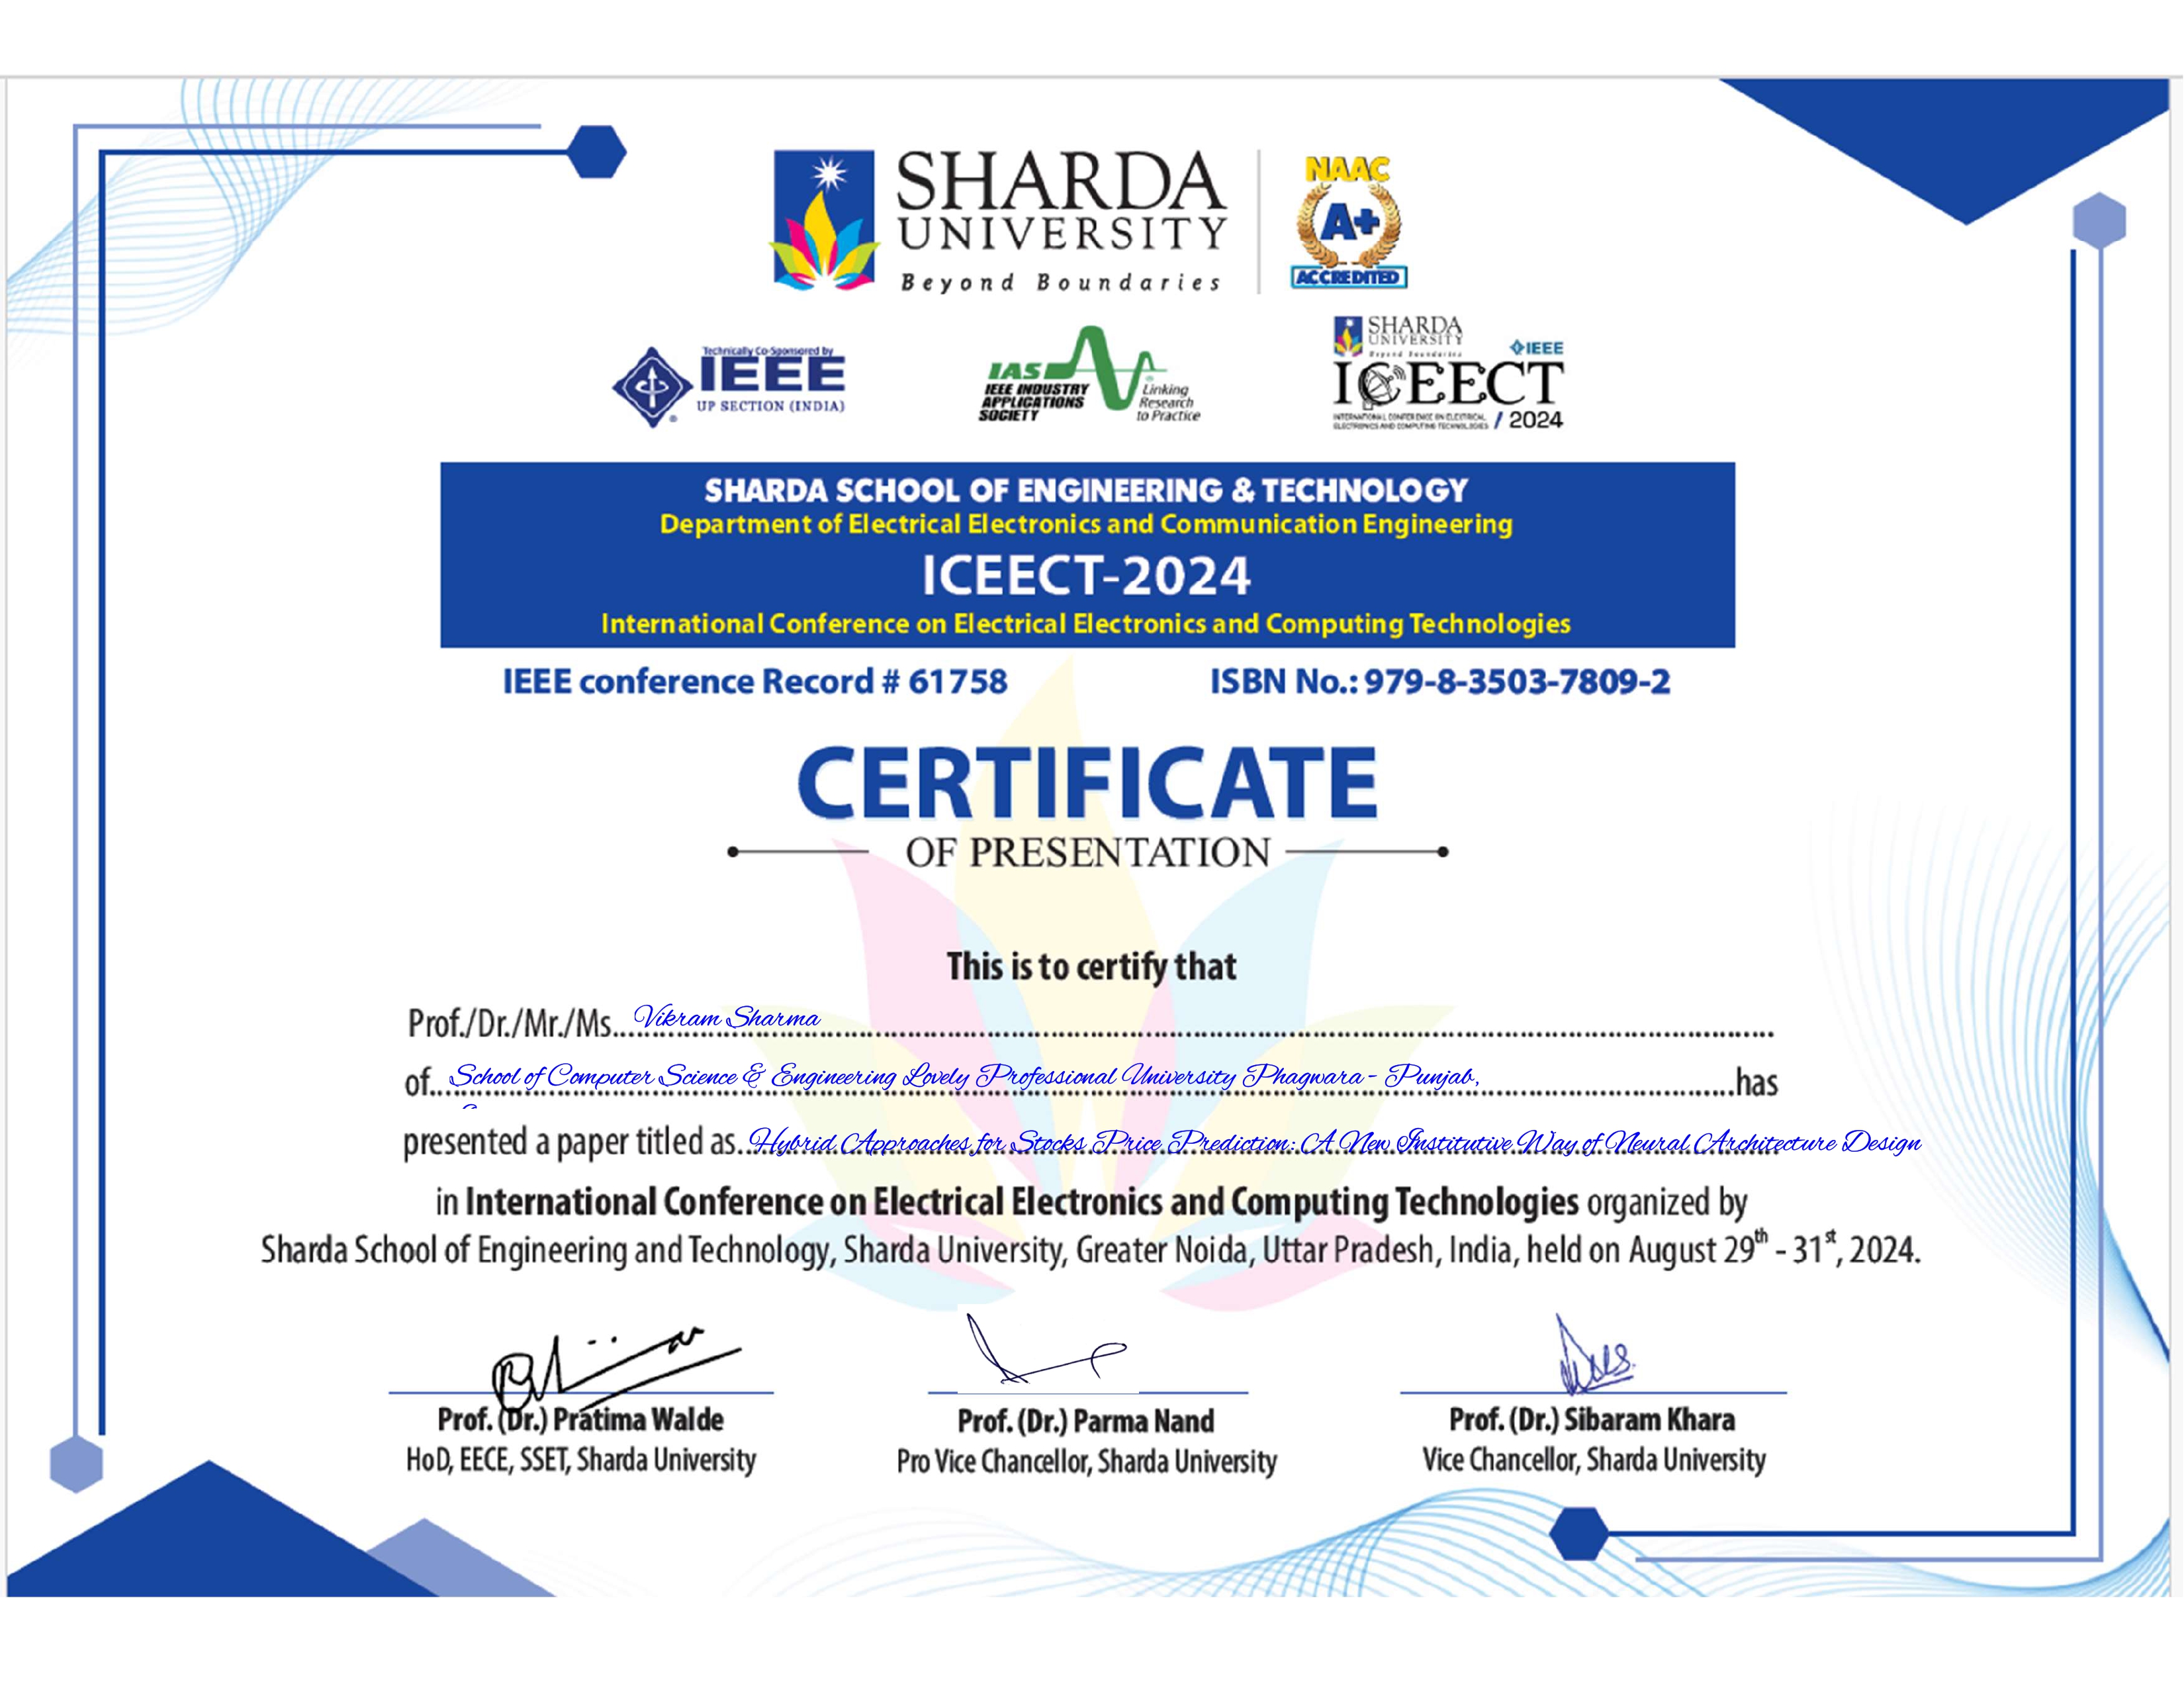 SHARDA
UNIVERSITY
Beyond Boundaries
NAAC
A+
ACCREDITED
Technically Co-Sponsored by
IEEE
UP SECTION (INDIA)
IAS
IEEE INDUSTRY
APPLICATIONS
SOCIETY
Linking
Research
to Practice
SHARDA
UNIVERSITY
Beyond Boundaries
IEEE
ICEECT
INTERNATIONAL CONFERENCE ON ELECTRICAL
ELECTRONICS AND COMPUTING TECHNOLOGIES / 2024
SHARDA SCHOOL OF ENGINEERING & TECHNOLOGY
Department of Electrical Electronics and Communication Engineering
ICEECT-2024
International Conference on Electrical Electronics and Computing Technologies
IEEE conference Record # 61758 ISBN No.: 979-8-3503-7809-2
CERTIFICATE
OF PRESENTATION
This is to certify that
Prof./Dr./Mr./Ms. Vikram Sharma
of School of Computer Science & Engineering Lovely Professional University Phagwara - Punjab, has
presented a paper titled as Hybrid Approaches for Stocks Price Prediction: A New Institutive Way of Neural Architecture Design
in International Conference on Electrical Electronics and Computing Technologies organized by
Sharda School of Engineering and Technology, Sharda University, Greater Noida, Uttar Pradesh, India, held on August 29th - 31st, 2024.
Prof. (Dr.) Pratima Walde
HoD, EECE, SSET, Sharda University
Prof. (Dr.) Parma Nand
Pro Vice Chancellor, Sharda University
Prof. (Dr.) Sibaram Khara
Vice Chancellor, Sharda University